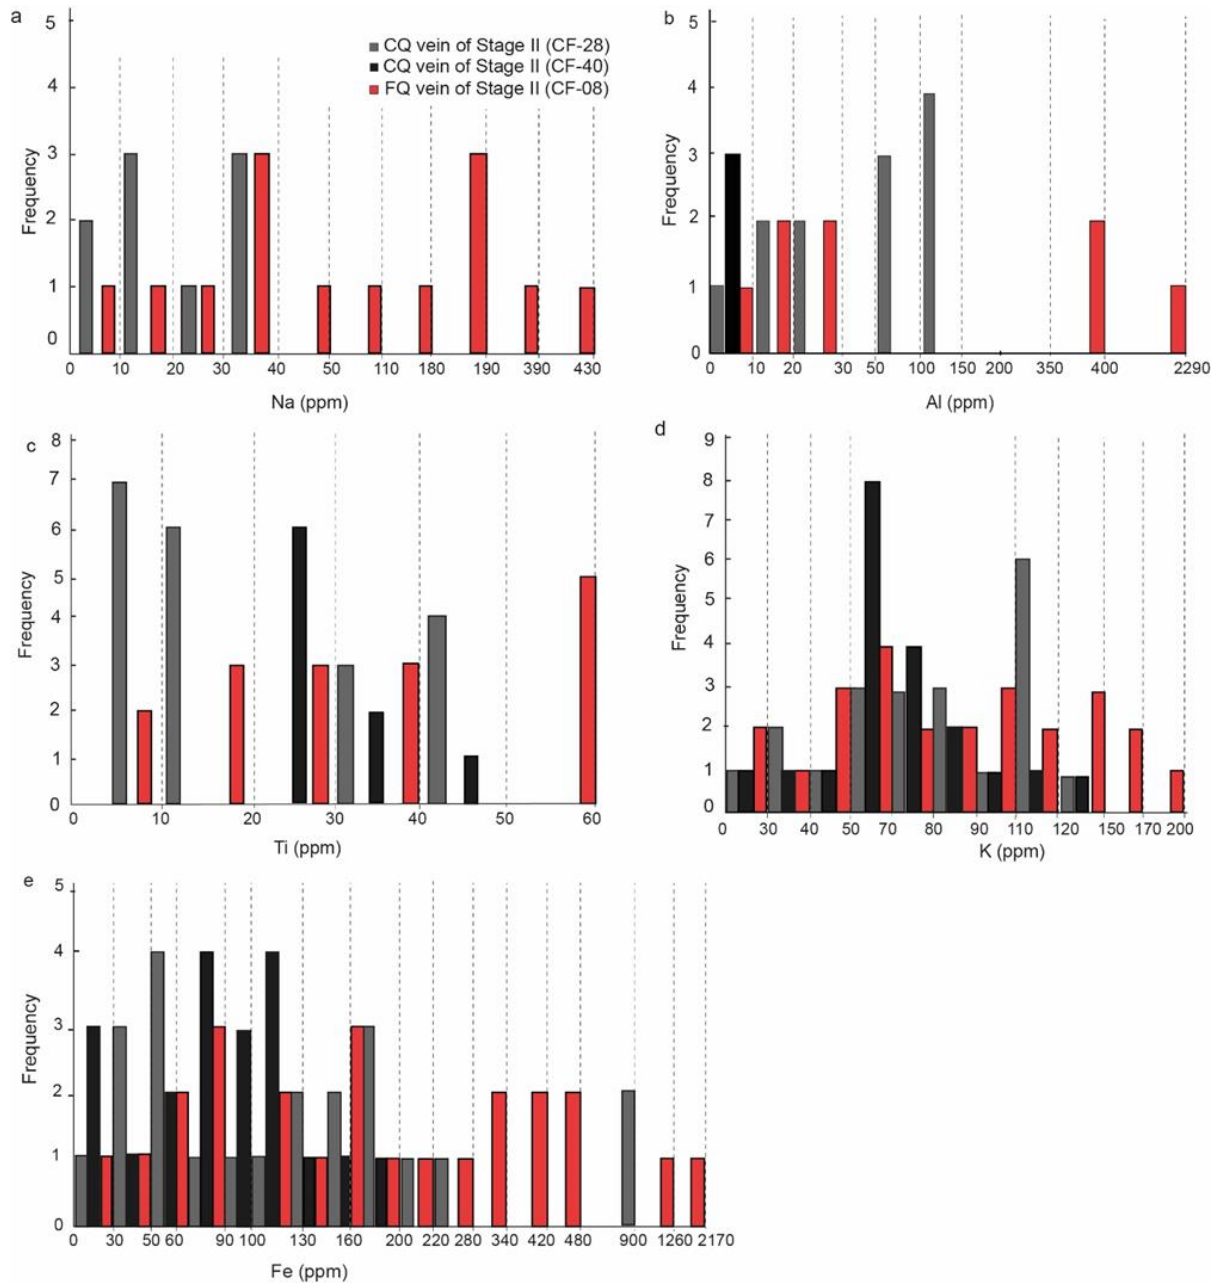 a
5
4
3
2
1
0
Frequency
CQ vein of Stage II (CF-28)
CQ vein of Stage II (CF-40)
FQ vein of Stage II (CF-08)
0 10 20 30 40 50 110 180 190 390 430
Na (ppm)
b
5
4
3
2
1
0
Frequency
0 10 20 30 50 100 150 200 350 400 2290
Al (ppm)
c
8
7
6
5
4
3
2
1
0
Frequency
0 10 20 30 40 50 60
Ti (ppm)
d
9
8
7
6
4
3
2
1
0
Frequency
0 30 40 50 70 80 90 110 120 150 170 200
K (ppm)
e
5
4
3
2
1
0
Frequency
0 30 50 60 90 100 130 160 200 220 280 340 420 480 900 1260 2170
Fe (ppm)